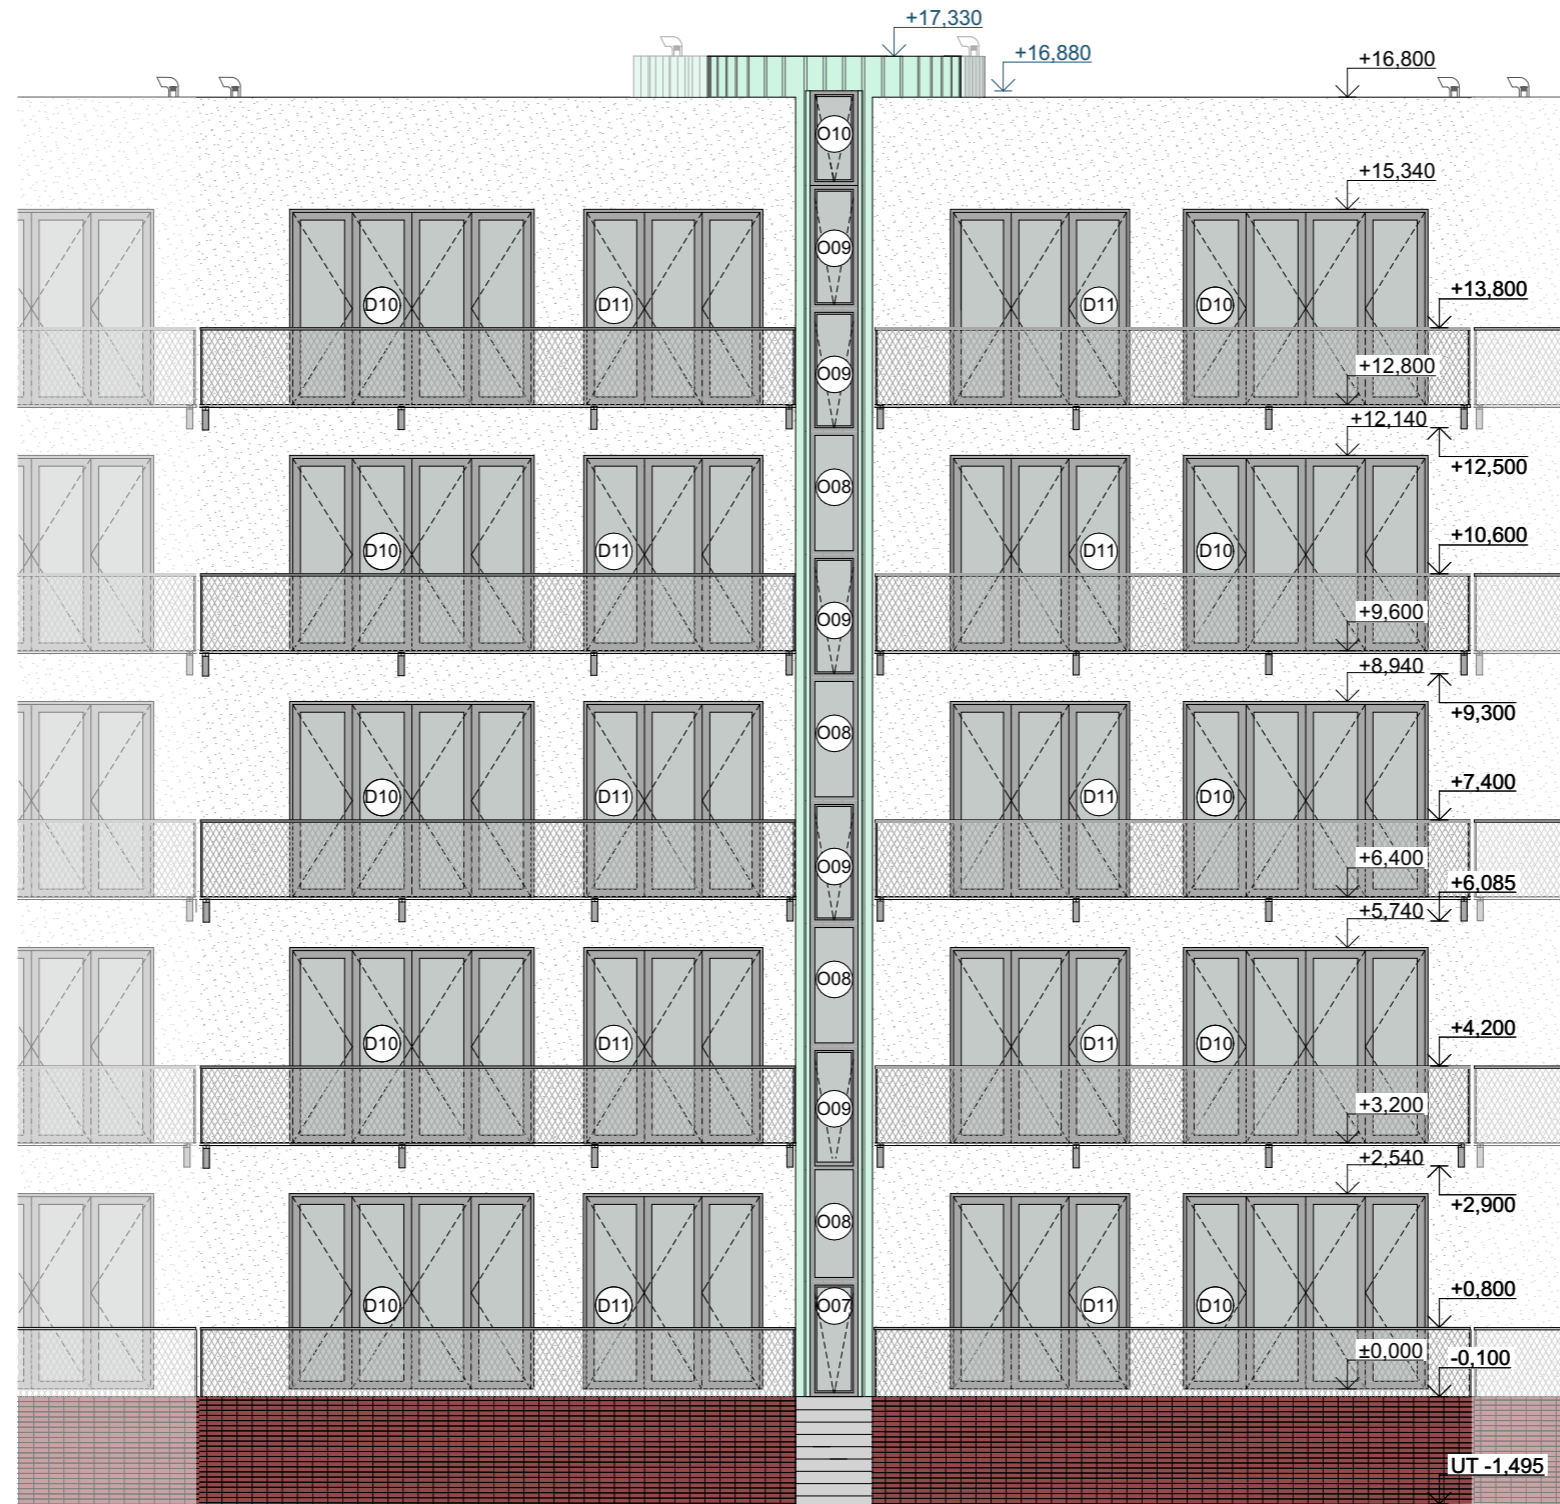 +17,330
+16,880
+16,800
O10
+15,340
O09
+13,800
D10 D11 D11 D10
O09
+12,800
+12,140
+12,500
O08
+10,600
D10 D11 D11 D10
+9,600
O09
+8,940
+9,300
O08
+7,400
D10 D11 D11 D10
+6,400
O09
+6,085
+5,740
O08
+4,200
D10 D11 D11 D10
+3,200
O09
+2,540
+2,900
O08
+0,800
D10 D11 O07 D11 D10
±0,000
-0,100
UT -1,495